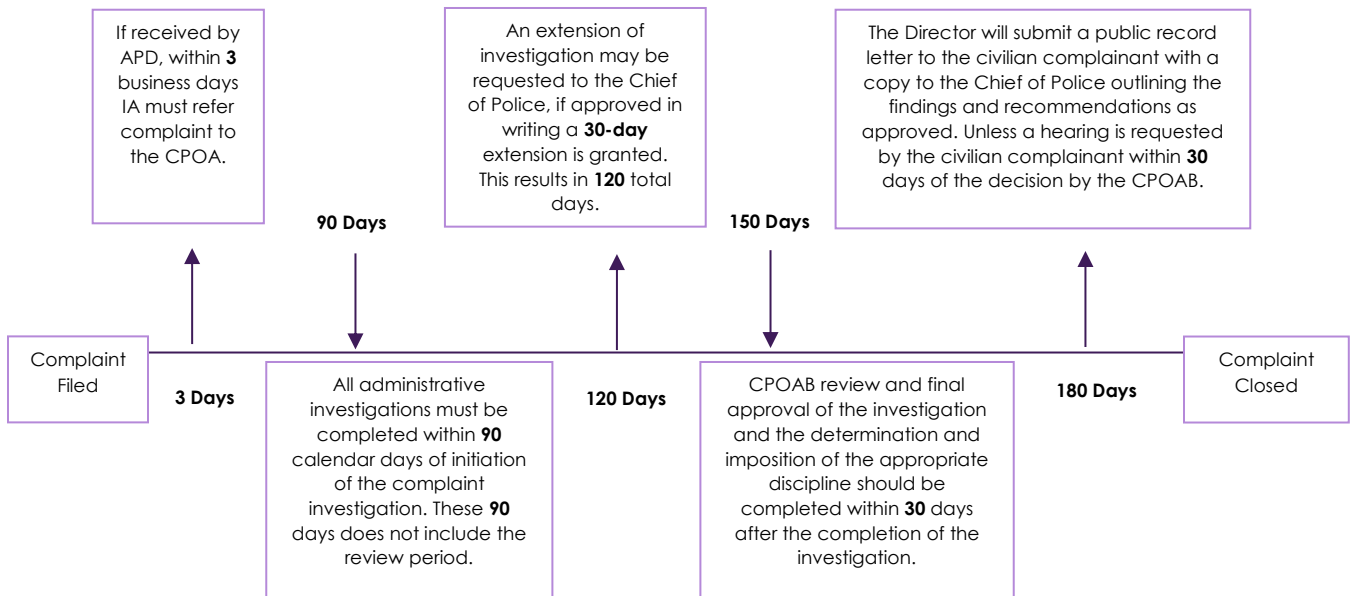 If received by
APD, within 3
business days
IA must refer
complaint to
the CPOA.
An extension of
investigation may be
requested to the Chief
of Police, if approved in
writing a 30-day
extension is granted.
This results in 120 total
days.
The Director will submit a public record
letter to the civilian complainant with a
copy to the Chief of Police outlining the
findings and recommendations as
approved. Unless a hearing is requested
by the civilian complainant within 30
days of the decision by the CPOAB.
90 Days
150 Days
Complaint
Filed
3 Days
All administrative
investigations must be
completed within 90
calendar days of initiation
of the complaint
investigation. These 90
days does not include the
review period.
120 Days
CPOAB review and final
approval of the investigation
and the determination and
imposition of the appropriate
discipline should be
completed within 30 days
after the completion of the
investigation.
180 Days
Complaint
Closed